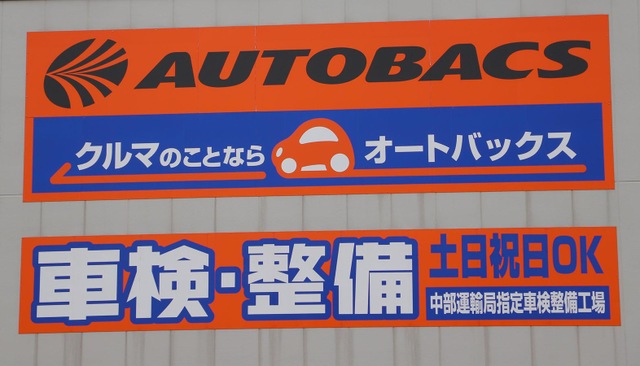 AUTOBACS
クルマのことなら オートバックス
車検・整備
土日祝日OK
中部運輸局指定車検整備工場